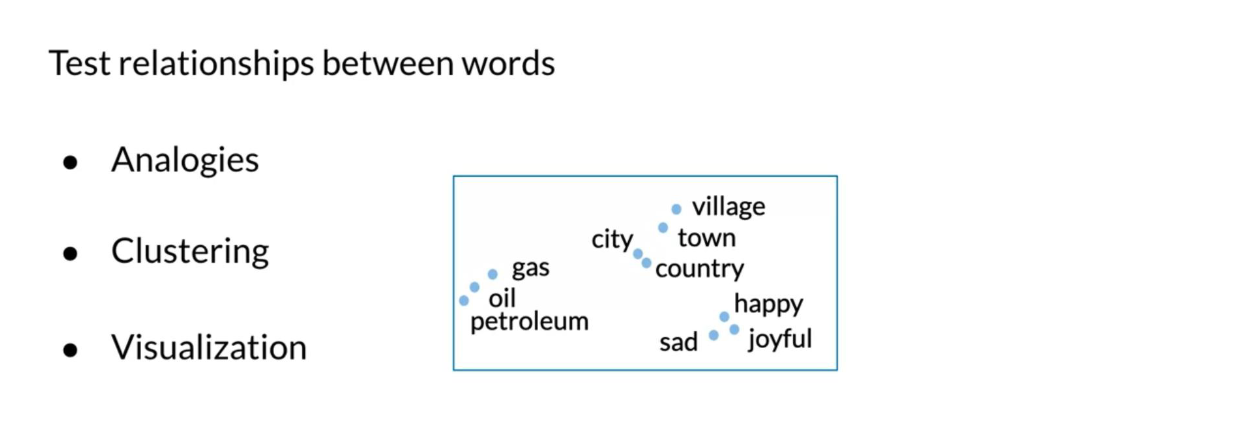 Test relationships between words
● Analogies
● Clustering
● Visualization
village
city
town
gas
country
oil
petroleum
happy
sad
joyful